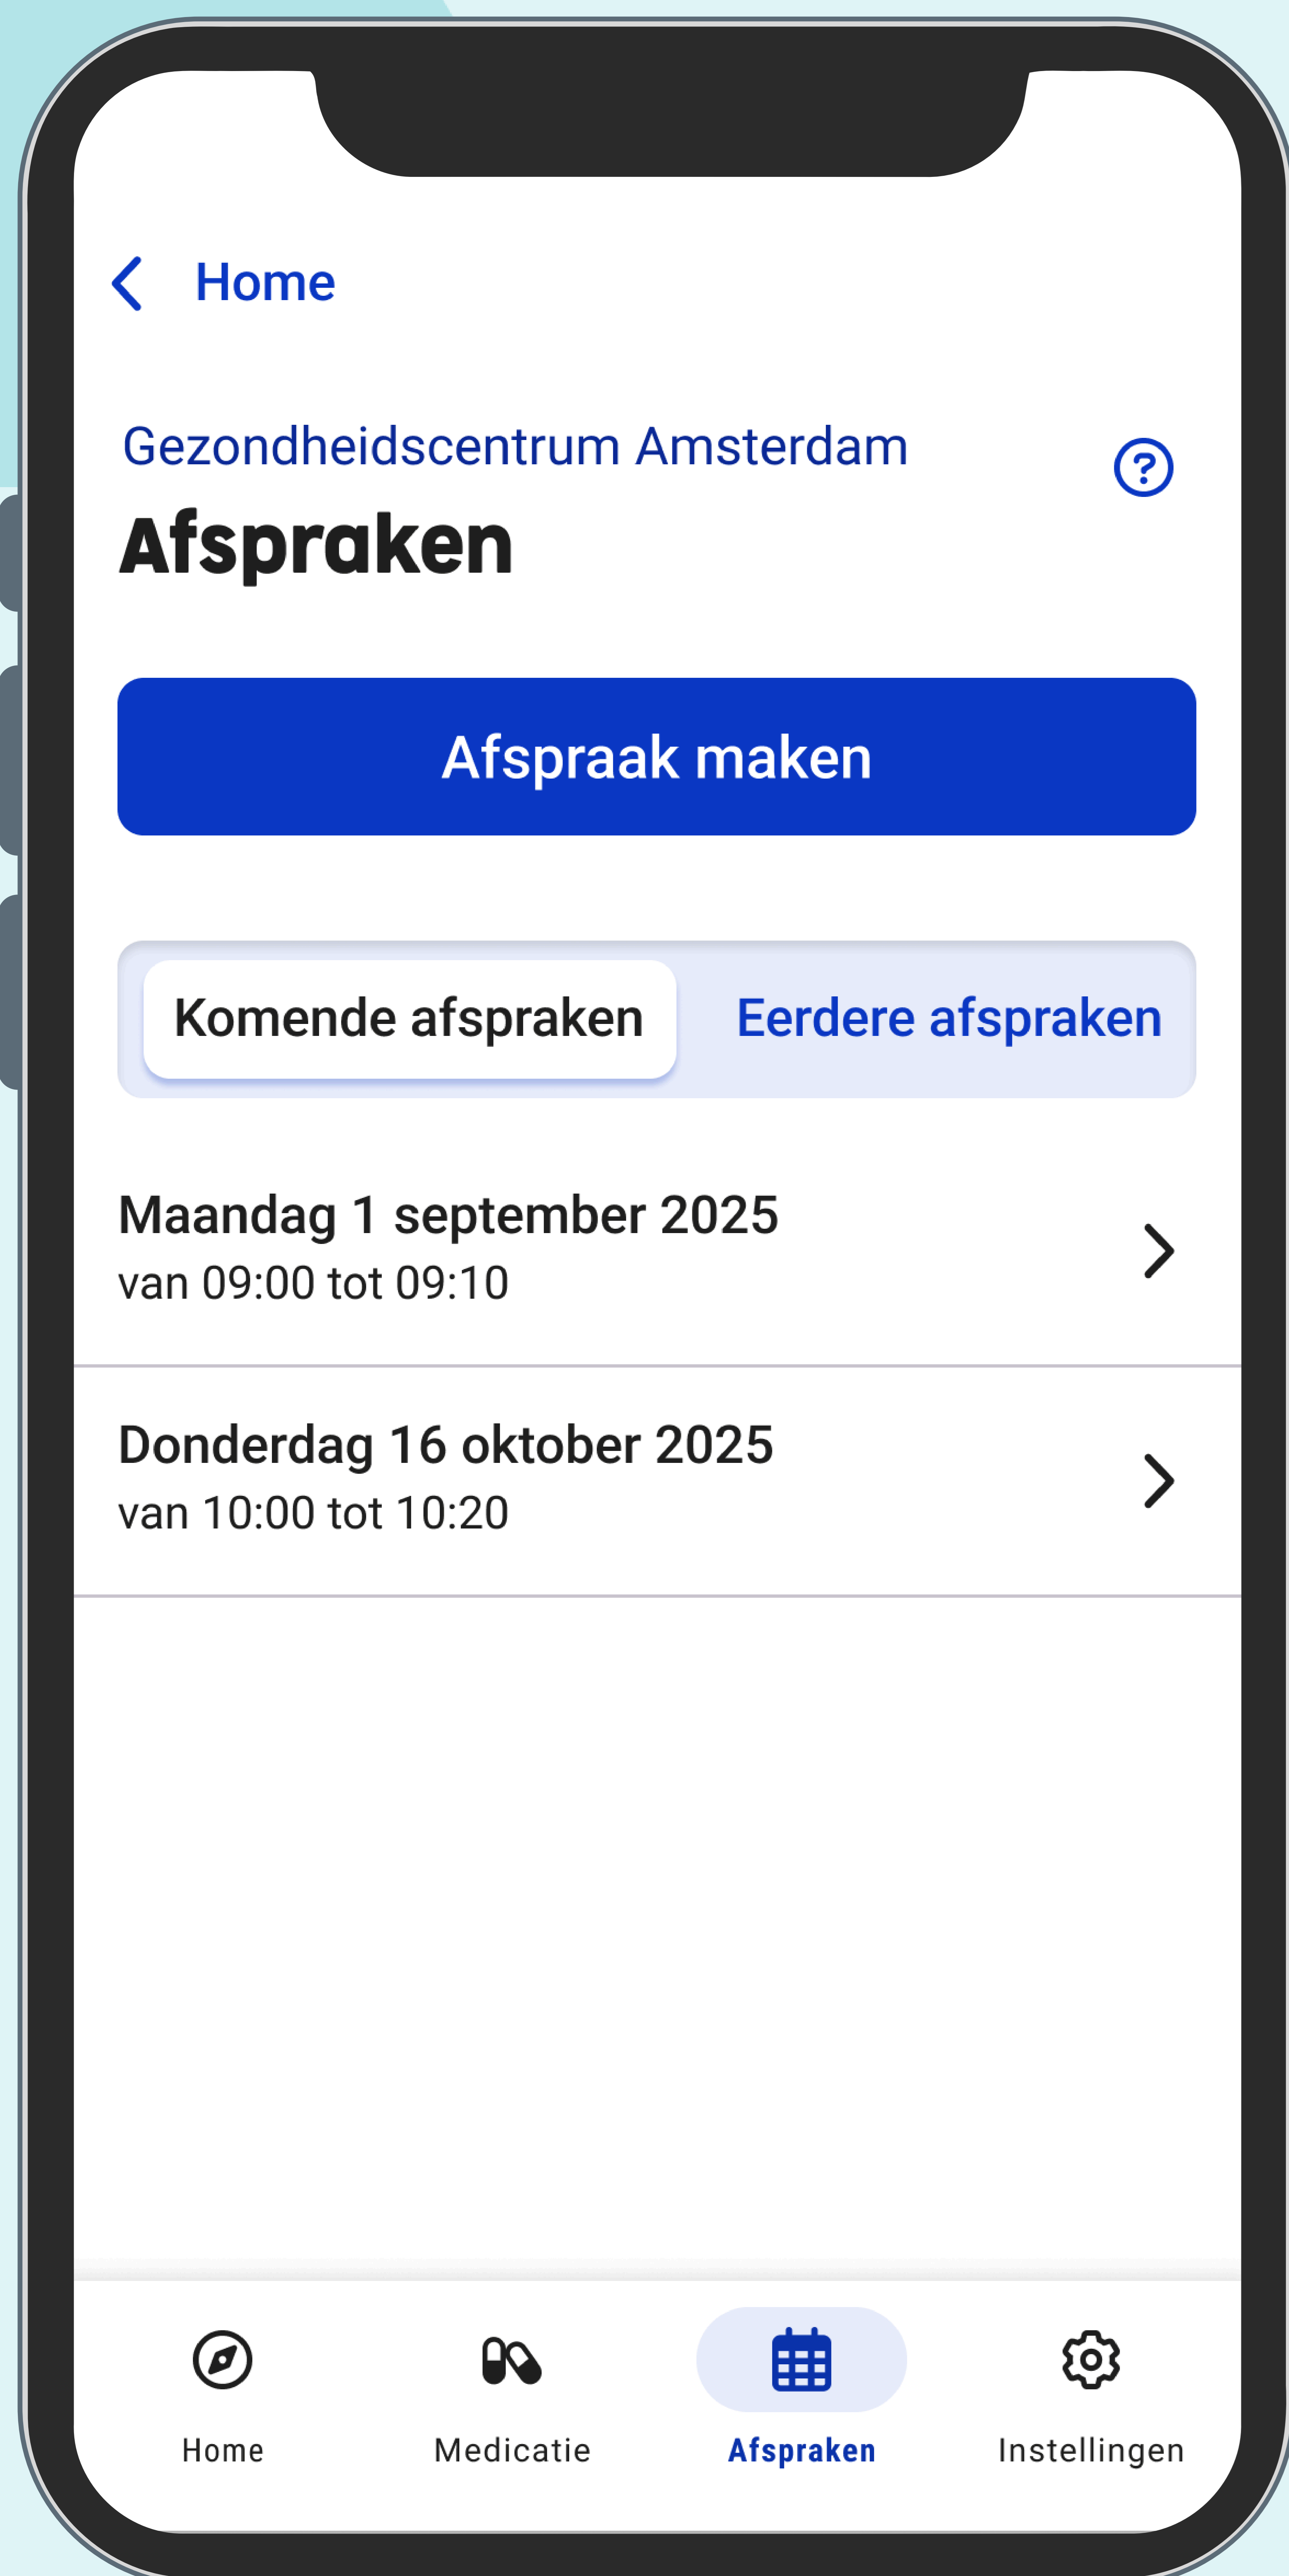 Home
Gezondheidscentrum Amsterdam
Afspraken
Afspraak maken
Komende afspraken
Eerdere afspraken
Maandag 1 september 2025
van 09:00 tot 09:10
Donderdag 16 oktober 2025
van 10:00 tot 10:20
Home
Medicatie
Afspraken
Instellingen